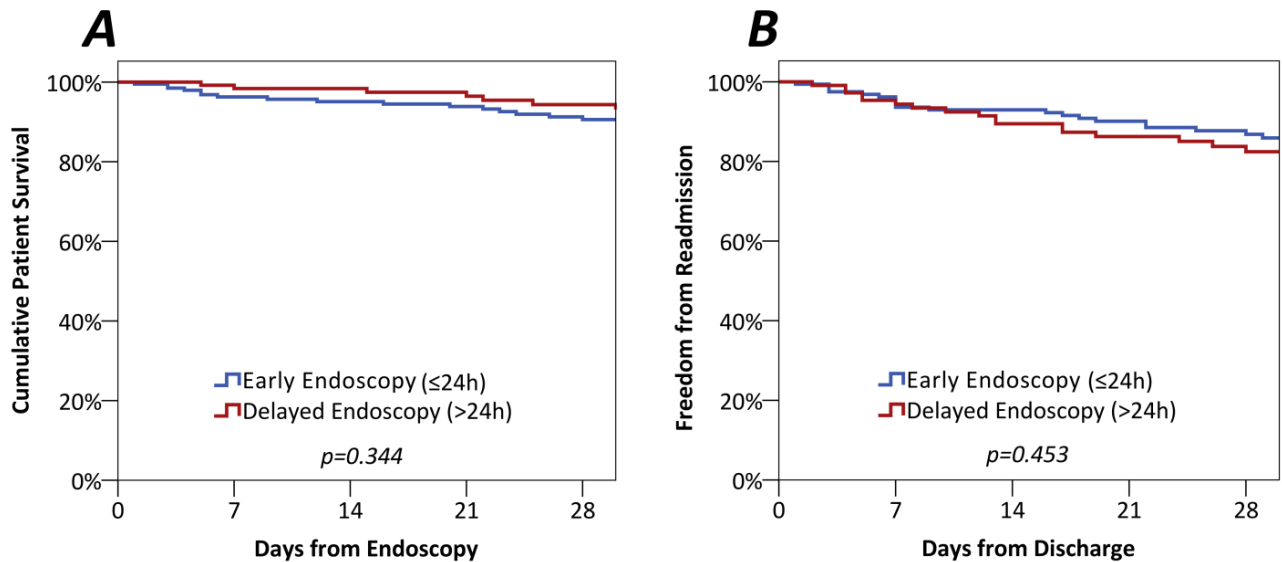 A
Cumulative Patient Survival
100%
80%
60%
40%
20%
0%
Early Endoscopy (≤24h)
Delayed Endoscopy (>24h)
p=0.344
0 7 14 21 28
Days from Endoscopy
B
Freedom from Readmission
100%
80%
60%
40%
20%
0%
Early Endoscopy (≤24h)
Delayed Endoscopy (>24h)
p=0.453
0 7 14 21 28
Days from Discharge